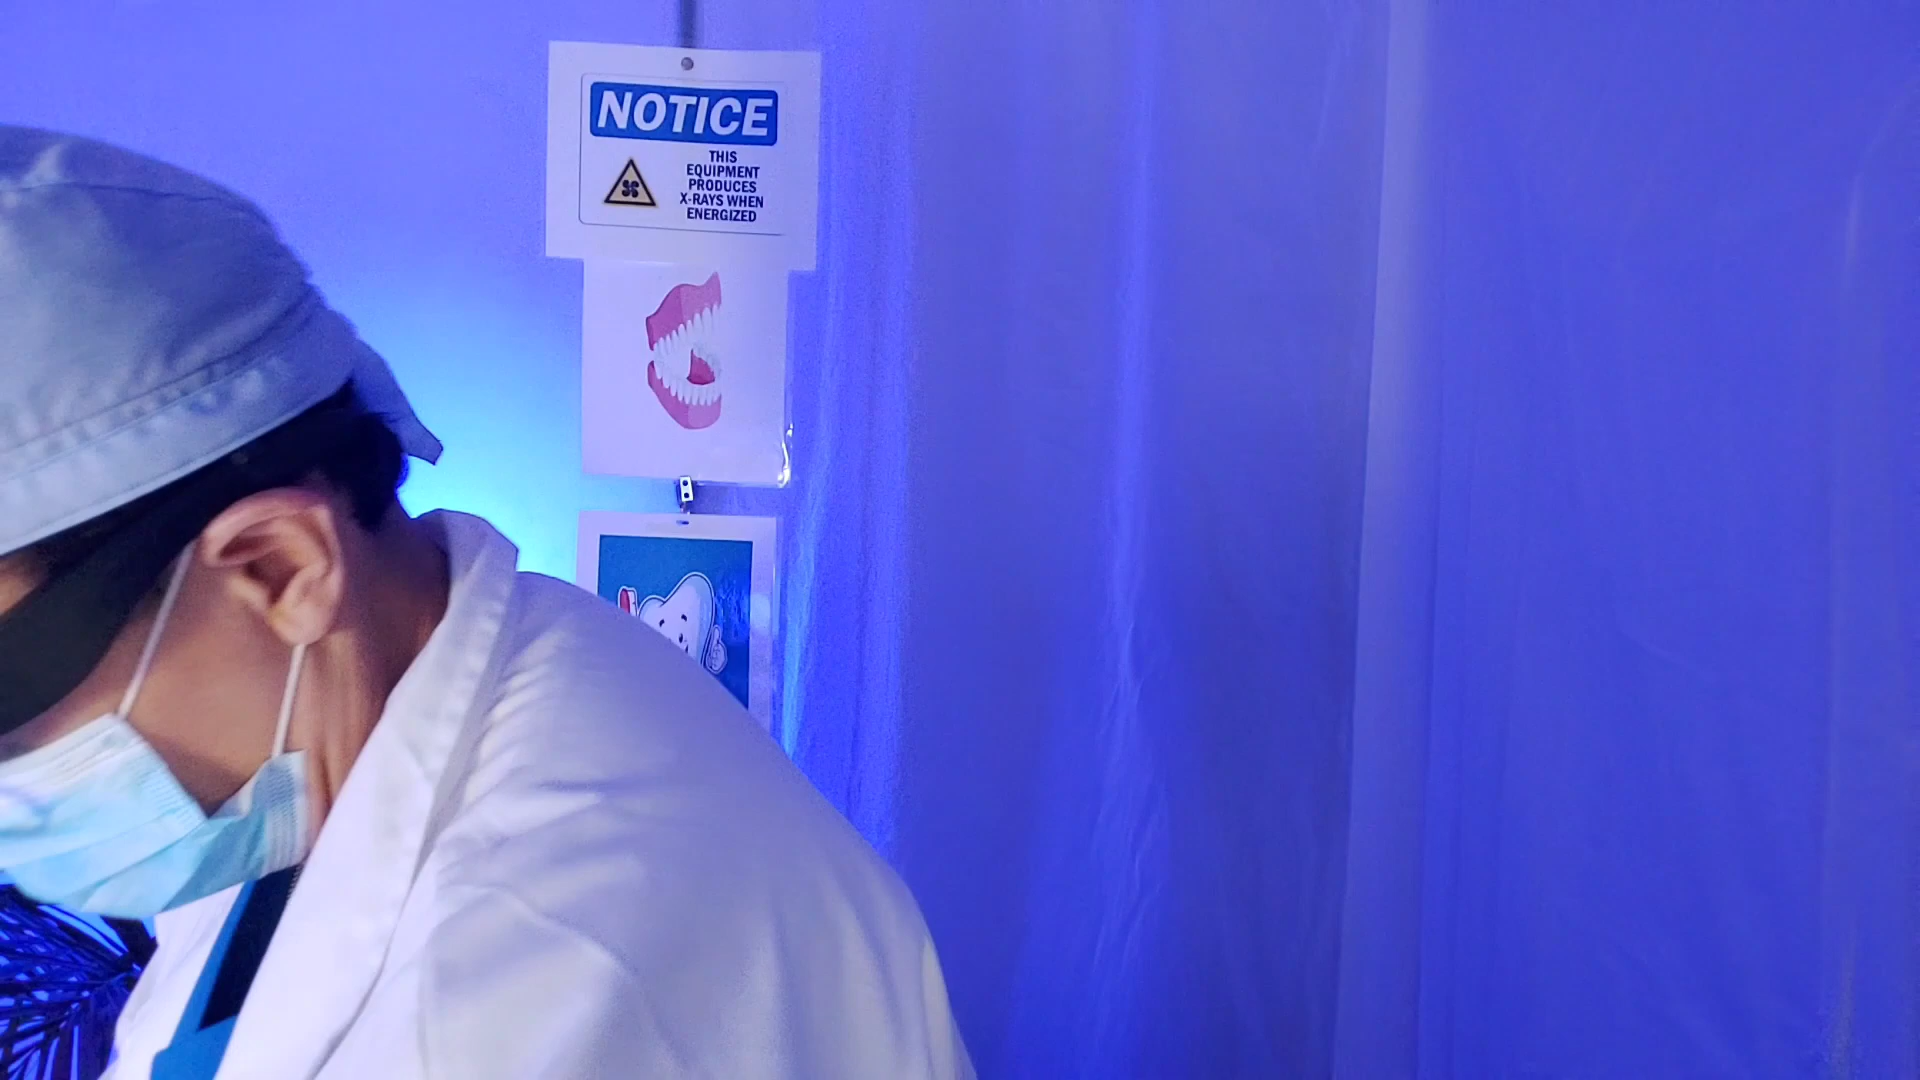 NOTICE
THIS
EQUIPMENT
PRODUCES
X-RAYS WHEN
ENERGIZED